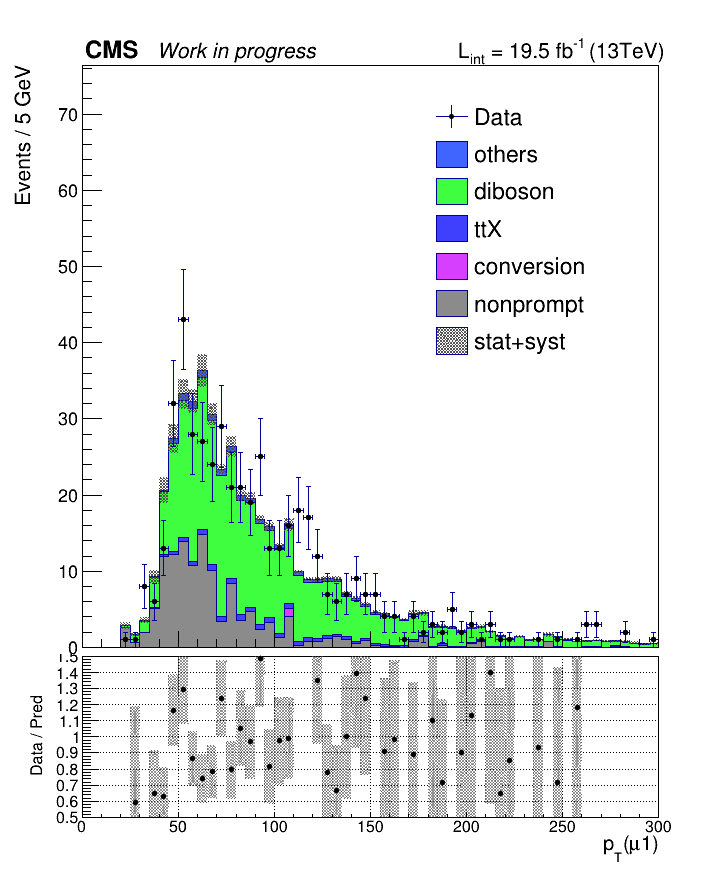 CMS Work in progress L_int = 19.5 fb^-1 (13TeV)
Events / 5 GeV
70
60
50
40
30
20
10
0
Data
others
diboson
ttX
conversion
nonprompt
stat+syst
Data / Pred
1.5
1.4
1.3
1.2
1.1
1
0.9
0.8
0.7
0.6
0.5
0 50 100 150 200 250 300
p_T(μ1)